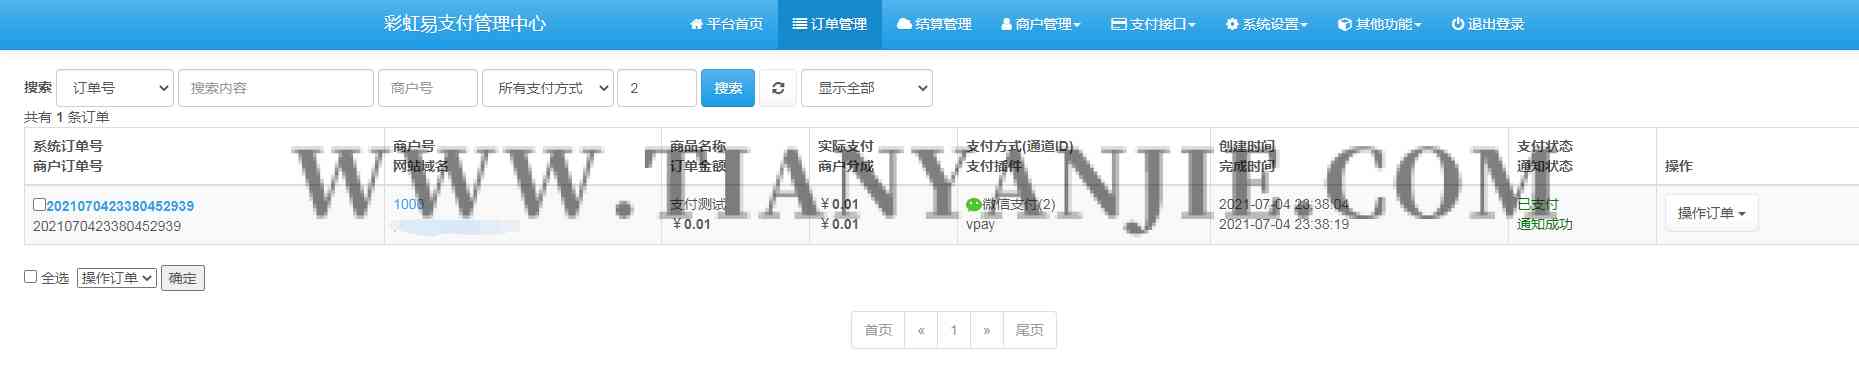 彩虹易支付管理中心 平台首页 订单管理 结算管理 商户管理 支付接口 系统设置 其他功能 退出登录
搜索 订单号 搜索内容 商户号 所有支付方式 2 搜索 显示全部
共有 1 条订单
系统订单号 商户号 商品名称 实际支付 支付方式(通道ID) 创建时间 支付状态
商户订单号 网站域名 订单金额 商户分成 支付插件 完成时间 通知状态 操作
WWW.TIANYANJIE.COM
2021070423380452939 1000 支付测试 ¥0.01 微信支付(2) 2021-07-04 23:38:04 已支付 操作订单
2021070423380452939 ¥0.01 ¥0.01 vpay 2021-07-04 23:38:19 通知成功
全选 操作订单 确定
首页 « 1 » 尾页